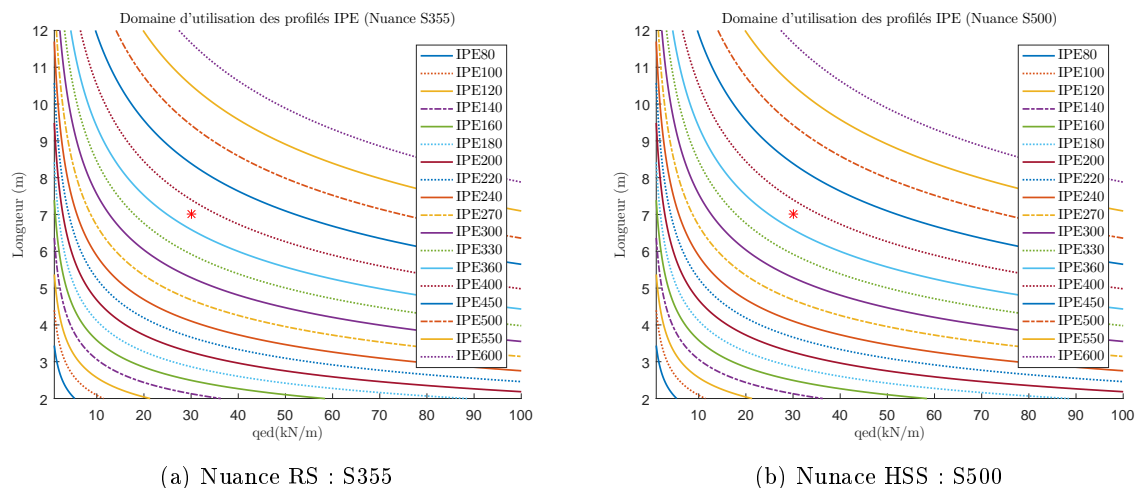 Domaine d'utilisation des profilés IPE (Nuance S355)
12
11
10
9
8
7
6
5
4
3
2
Longueur (m)
10 20 30 40 50 60 70 80 90 100
qed(kN/m)
IPE80
IPE100
IPE120
IPE140
IPE160
IPE180
IPE200
IPE220
IPE240
IPE270
IPE300
IPE330
IPE360
IPE400
IPE450
IPE500
IPE550
IPE600
(a) Nuance RS : S355
Domaine d'utilisation des profilés IPE (Nuance S500)
12
11
10
9
8
7
6
5
4
3
2
Longueur (m)
10 20 30 40 50 60 70 80 90 100
qed(kN/m)
IPE80
IPE100
IPE120
IPE140
IPE160
IPE180
IPE200
IPE220
IPE240
IPE270
IPE300
IPE330
IPE360
IPE400
IPE450
IPE500
IPE550
IPE600
(b) Nunace HSS : S500